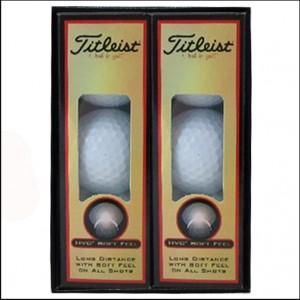 Titleist
Titleist
HVC SOFT FEEL
HVC SOFT FEEL
LONG DISTANCE
WITH SOFT FEEL
ON ALL SHOTS
LONG DISTANCE
WITH SOFT FEEL
ON ALL SHOTS